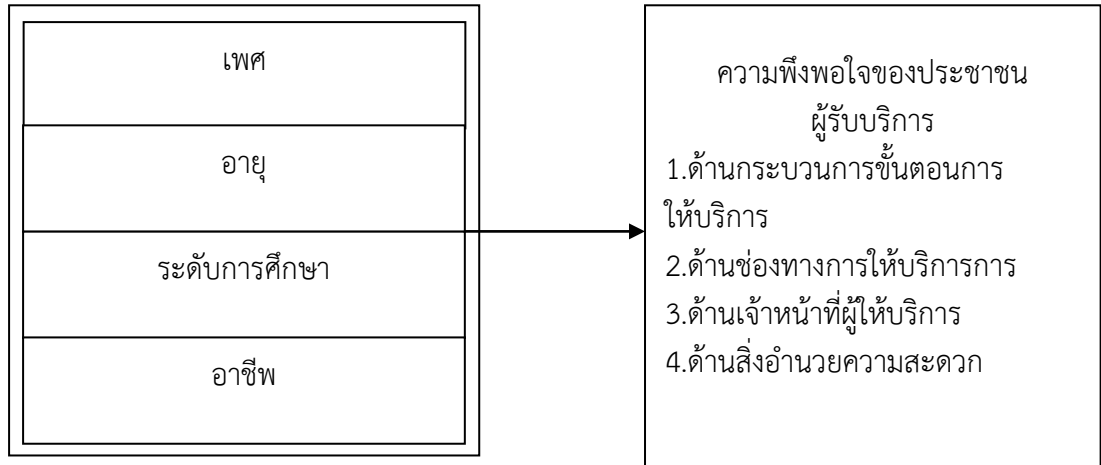 เพศ
อายุ
ระดับการศึกษา
อาชีพ
ความพึงพอใจของประชาชน
ผู้รับบริการ
1.ด้านกระบวนการขั้นตอนการ
ให้บริการ
2.ด้านช่องทางการให้บริการการ
3.ด้านเจ้าหน้าที่ผู้ให้บริการ
4.ด้านสิ่งอำนวยความสะดวก